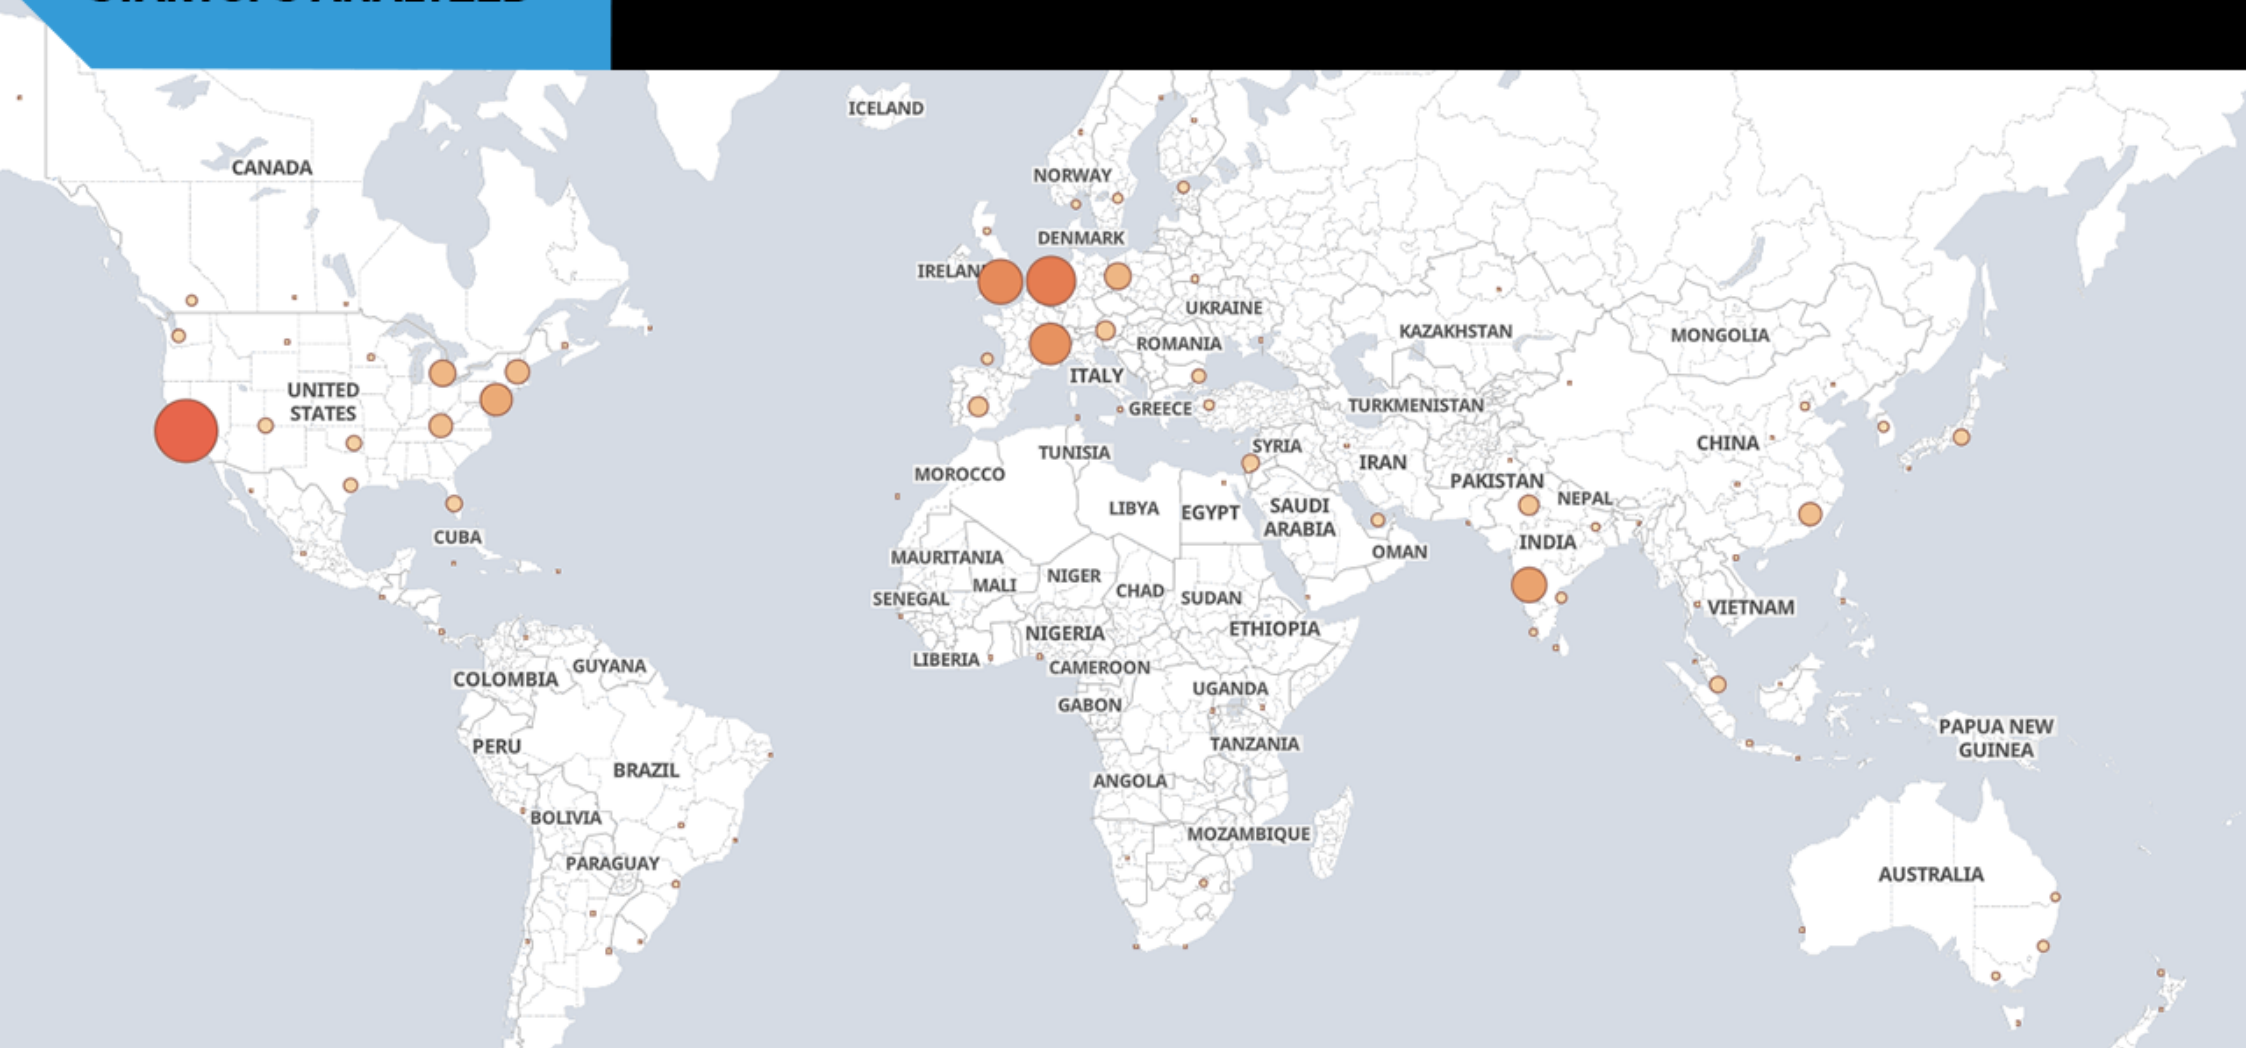 ICELAND
CANADA
NORWAY
DENMARK
IRELAN
UKRAINE
KAZAKHSTAN
MONGOLIA
ROMANIA
ITALY
UNITED
STATES
GREECE
TURKMENISTAN
CHINA
SYRIA
TUNISIA
IRAN
MOROCCO
PAKISTAN
NEPAL
LIBYA
EGYPT
SAUDI
ARABIA
CUBA
INDIA
OMAN
MAURITANIA
NIGER
MALI
CHAD
SENEGAL
SUDAN
VIETNAM
NIGERIA
ETHIOPIA
LIBERIA
GUYANA
CAMEROON
COLOMBIA
UGANDA
GABON
PAPUA NEW
GUINEA
PERU
TANZANIA
BRAZIL
ANGOLA
BOLIVIA
MOZAMBIQUE
PARAGUAY
AUSTRALIA